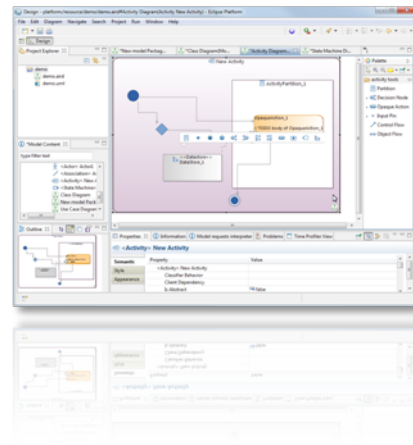 Design - platform:/resource/demo/demo.aird#Activity Diagram/Activity New Activity] - Eclipse Platform
File Edit Diagram Navigate Search Project Run Window Help
Design
Project Explorer
demo
demo.aird
demo.uml
*New model Packag...
*Class Diagram
*Activity Diagram...
*State Machine Di...
New Activity
ActivityPartition_1
OpaqueAction_1
TODO body of OpaqueAction_1
<<Datastore>>
DataStore_1
Palette
activity tools
Partition
Decision Node
Opaque Action
Input Pin
Control Flow
Object Flow
*Model Content
type filter text
<Actor> Actor1
<Association> A
<Activity> New A
<State Machine>
Class Diagram
New model Pack
Use Case Diagram
Outline
Properties
Information
Model requests interpreter
Problems
Time Profiler View
<Activity> New Activity
Semantic
Style
Appearance
Property
Value
<Activity> New Activity
Classifier Behavior
Client Dependency
Is Abstract
false